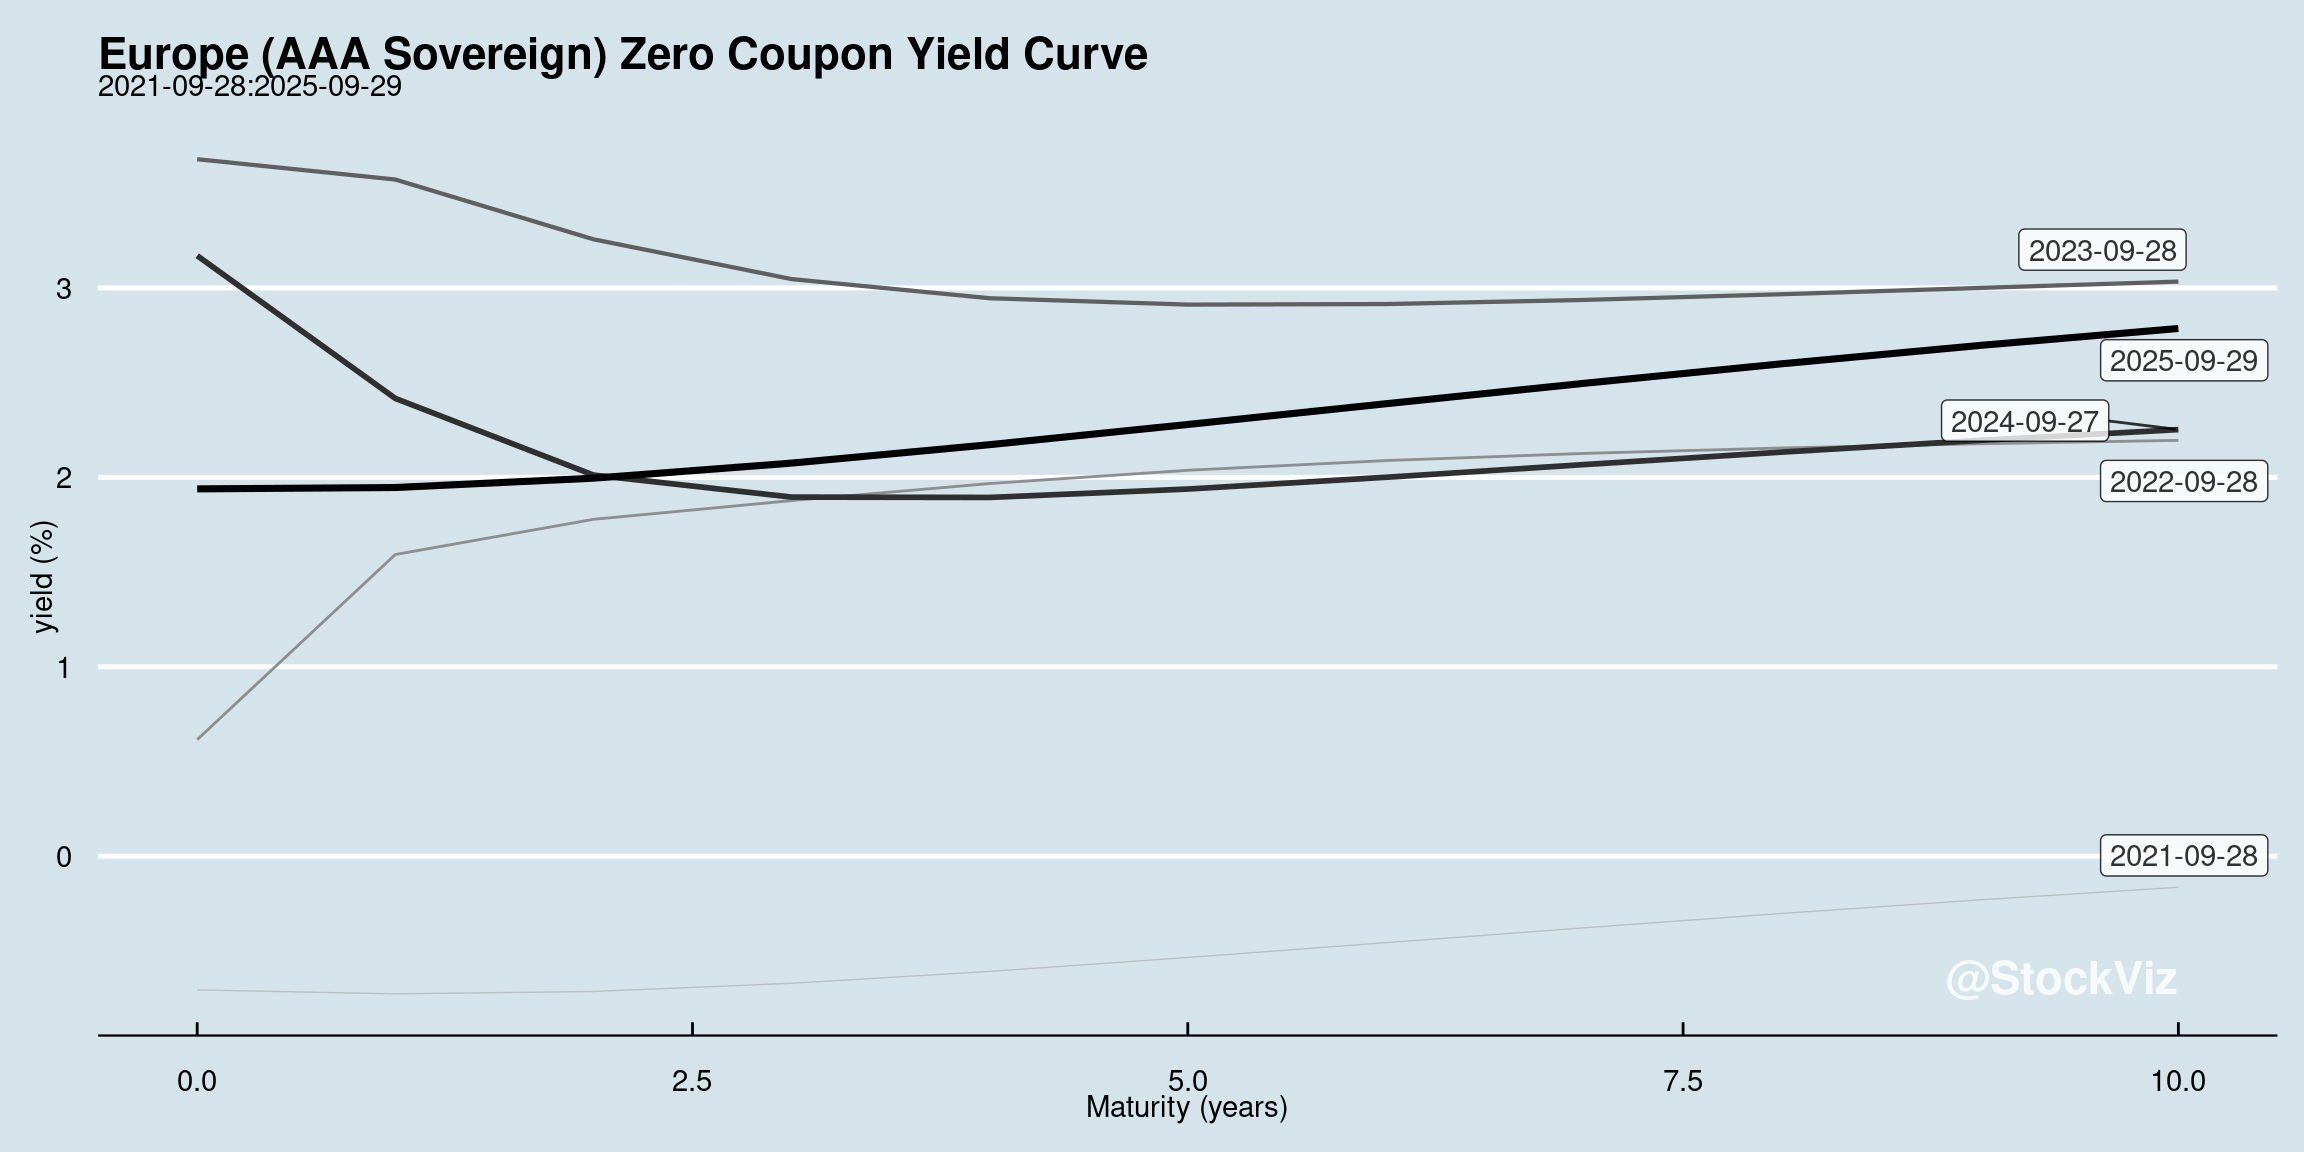 Europe (AAA Sovereign) Zero Coupon Yield Curve
2021-09-28:2025-09-29
2023-09-28
3
2025-09-29
2024-09-27
2
2022-09-28
yield (%)
1
0
2021-09-28
@StockViz
0.0 2.5 5.0 7.5 10.0
Maturity (years)